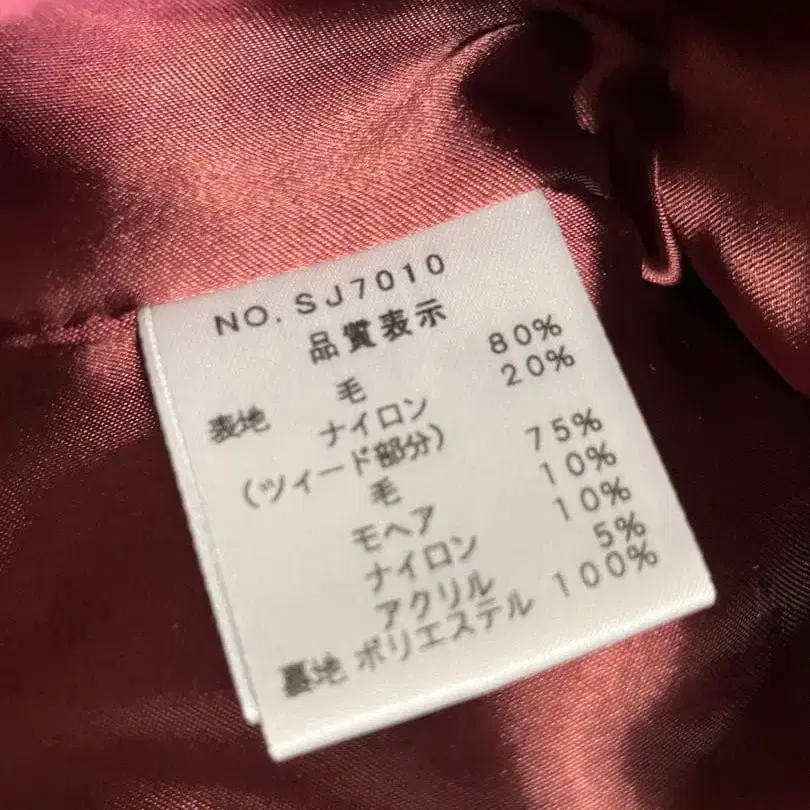 NO. SJ7010
品質表示
表地 毛 80%
ナイロン 20%
(ツィード部分)
毛 75%
モヘア 10%
ナイロン 10%
アクリル 5%
裏地 ポリエステル 100%